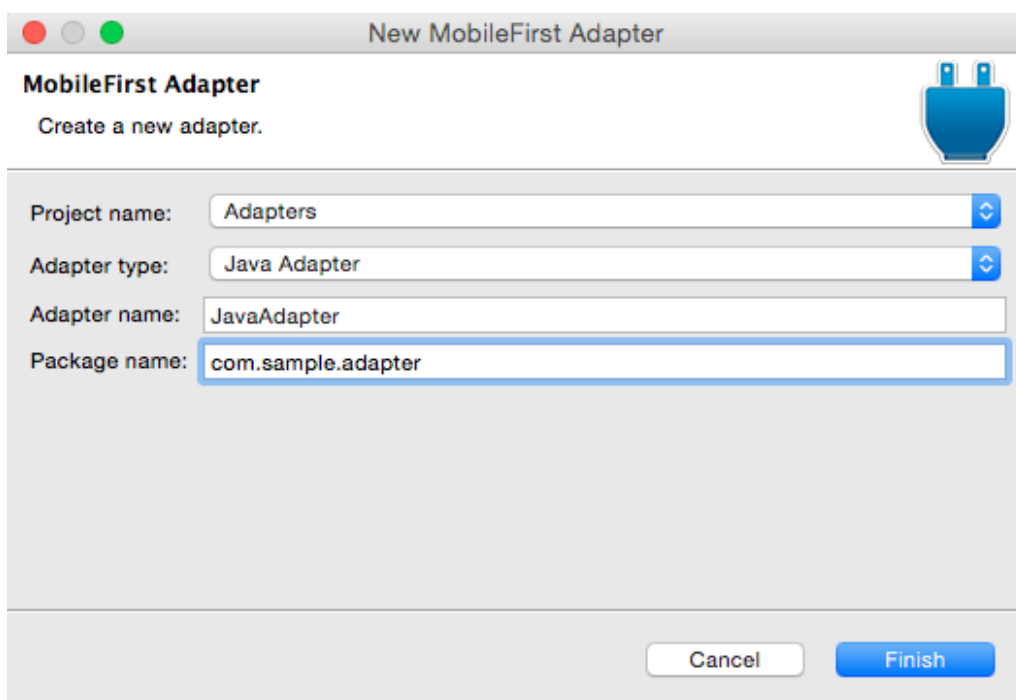 New MobileFirst Adapter
MobileFirst Adapter
Create a new adapter.
Project name: Adapters
Adapter type: Java Adapter
Adapter name: JavaAdapter
Package name: com.sample.adapter
Cancel Finish